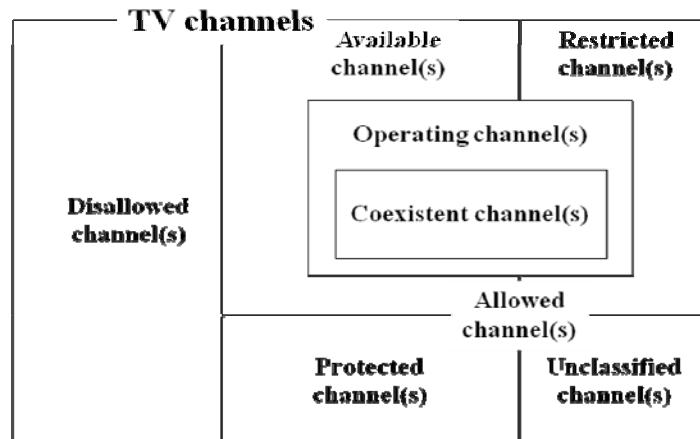 TV channels
Available
channel(s)
Restricted
channel(s)
Operating channel(s)
Disallowed
channel(s)
Coexistent channel(s)
Allowed
channel(s)
Protected
channel(s)
Unclassified
channel(s)